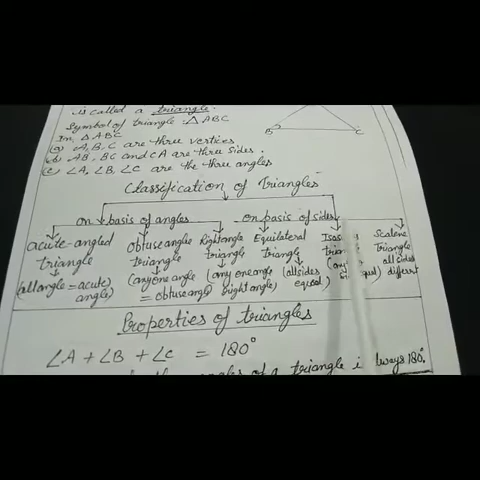 is called a triangle.
Symbol of triangle :△ABC
In △ABC
(a) A, B, C are three vertices
(b) AB, BC and CA are three sides.
(c) ∠A, ∠B, ∠C are the three angles
B C
Classification of Triangles
on basis of angles on basis of sides
acute-angled Obtuse angle Right angle Equilateral Scalene
triangle triangle triangle triangle Triangle
(all angle = acute (any one angle (any one angle (all sides all sides
angle) = obtuse angle) right angle) equal) different
Properties of triangles
∠A + ∠B + ∠C = 180°
angles of a triangle 180°.